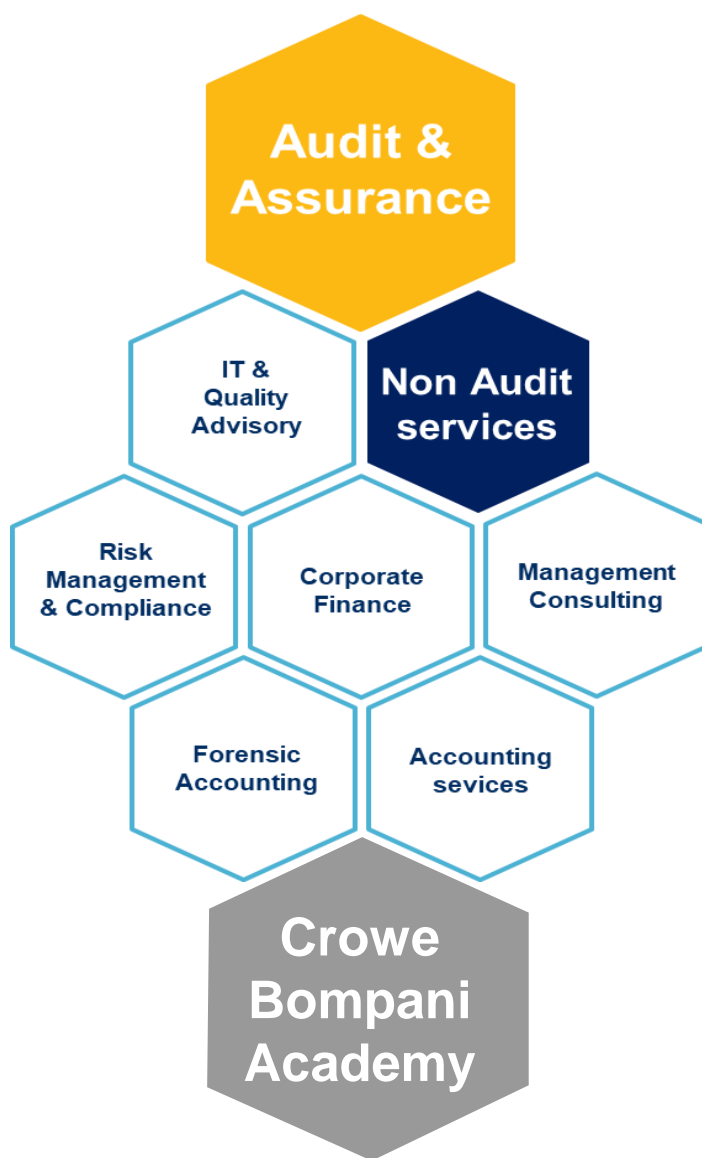 Audit &
Assurance
IT &
Quality
Advisory
Non Audit
services
Risk
Management
& Compliance
Corporate
Finance
Management
Consulting
Forensic
Accounting
Accounting
sevices
Crowe
Bompani
Academy